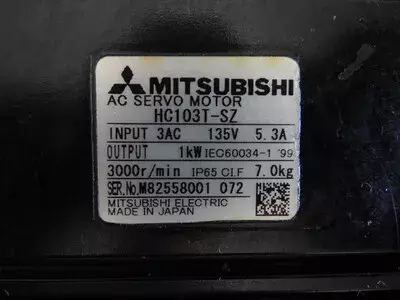 MITSUBISHI
AC SERVO MOTOR
HC103T-SZ
INPUT 3AC 135V 5.3A
OUTPUT 1kW IEC60034-1 '99
3000r/min IP65 CI.F 7.0kg
SER.No.M82558001 072
MITSUBISHI ELECTRIC
MADE IN JAPAN